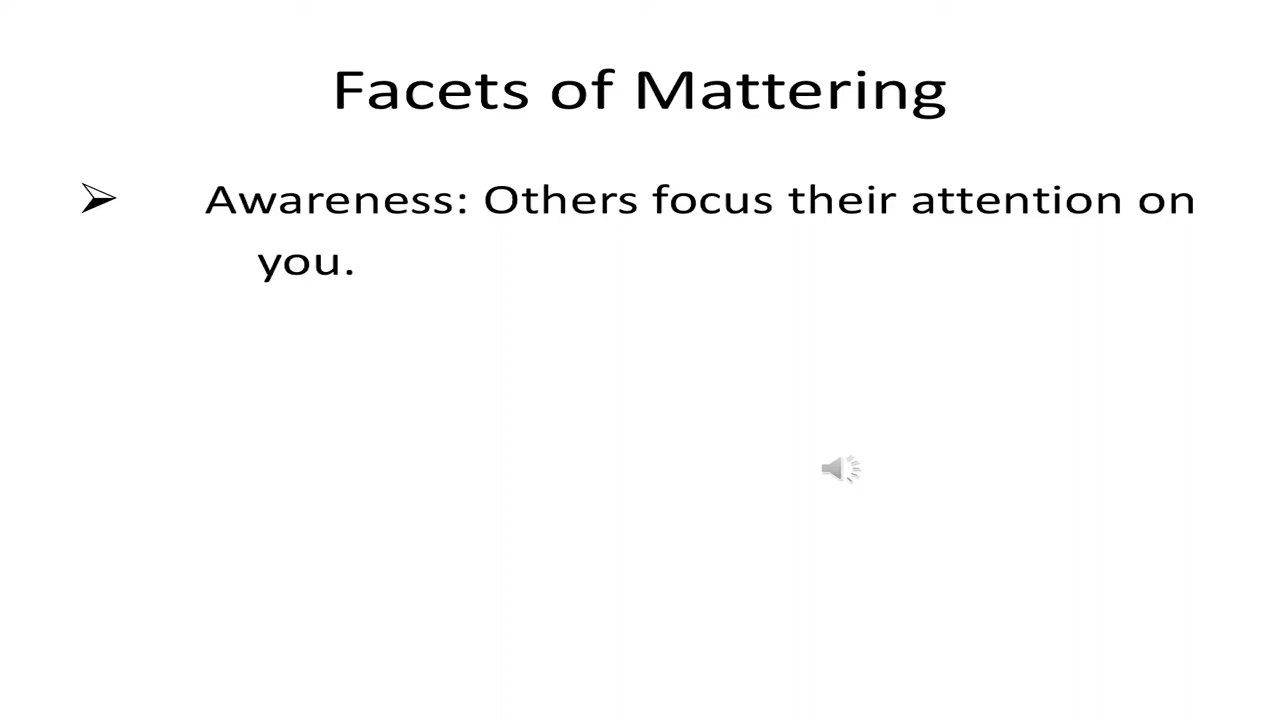 Facets of Mattering
➢ Awareness: Others focus their attention on
you.